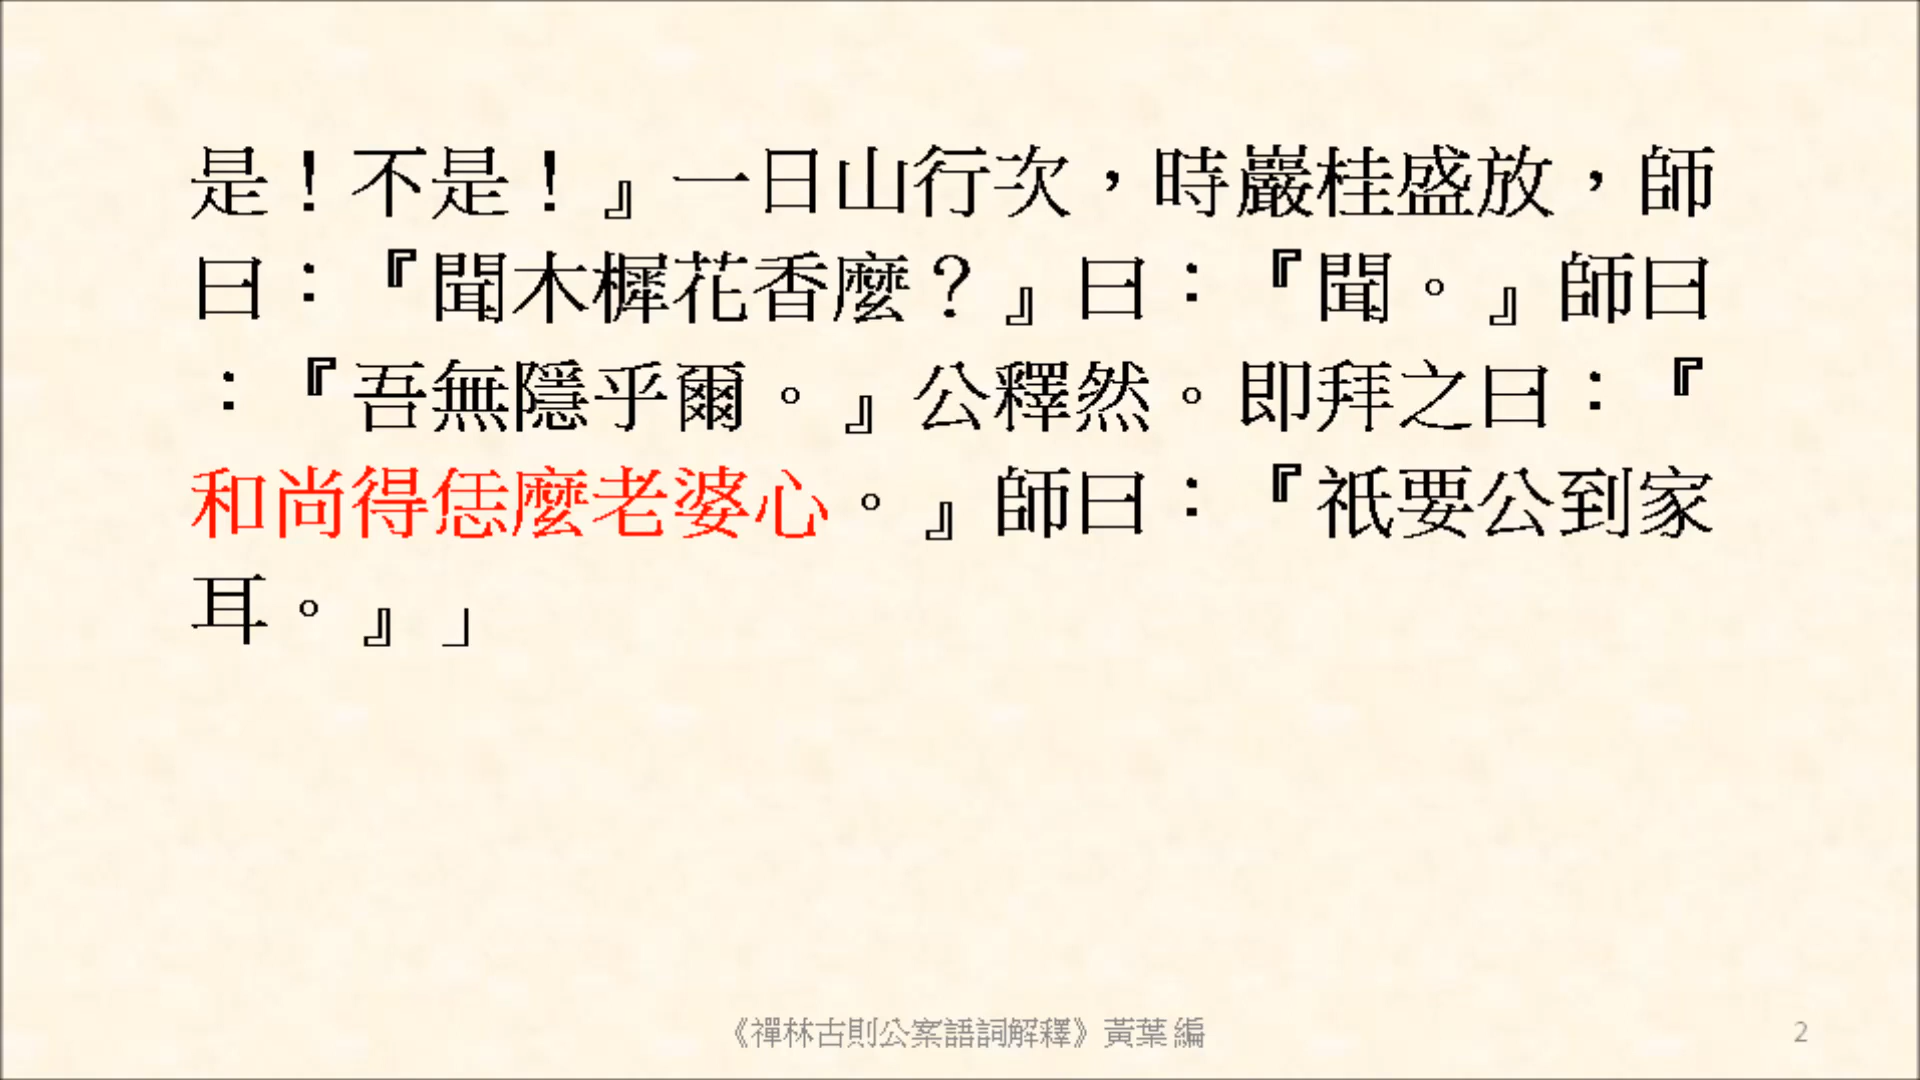 是！不是！』一日山行次，時巖桂盛放，師
曰：『聞木樨花香麼？』曰：『聞。』師曰
：『吾無隱乎爾。』公釋然。即拜之曰：『
和尚得恁麼老婆心。』師曰：『祇要公到家
耳。』」
《禪林古則公案語詞解釋》黃葉 編
2